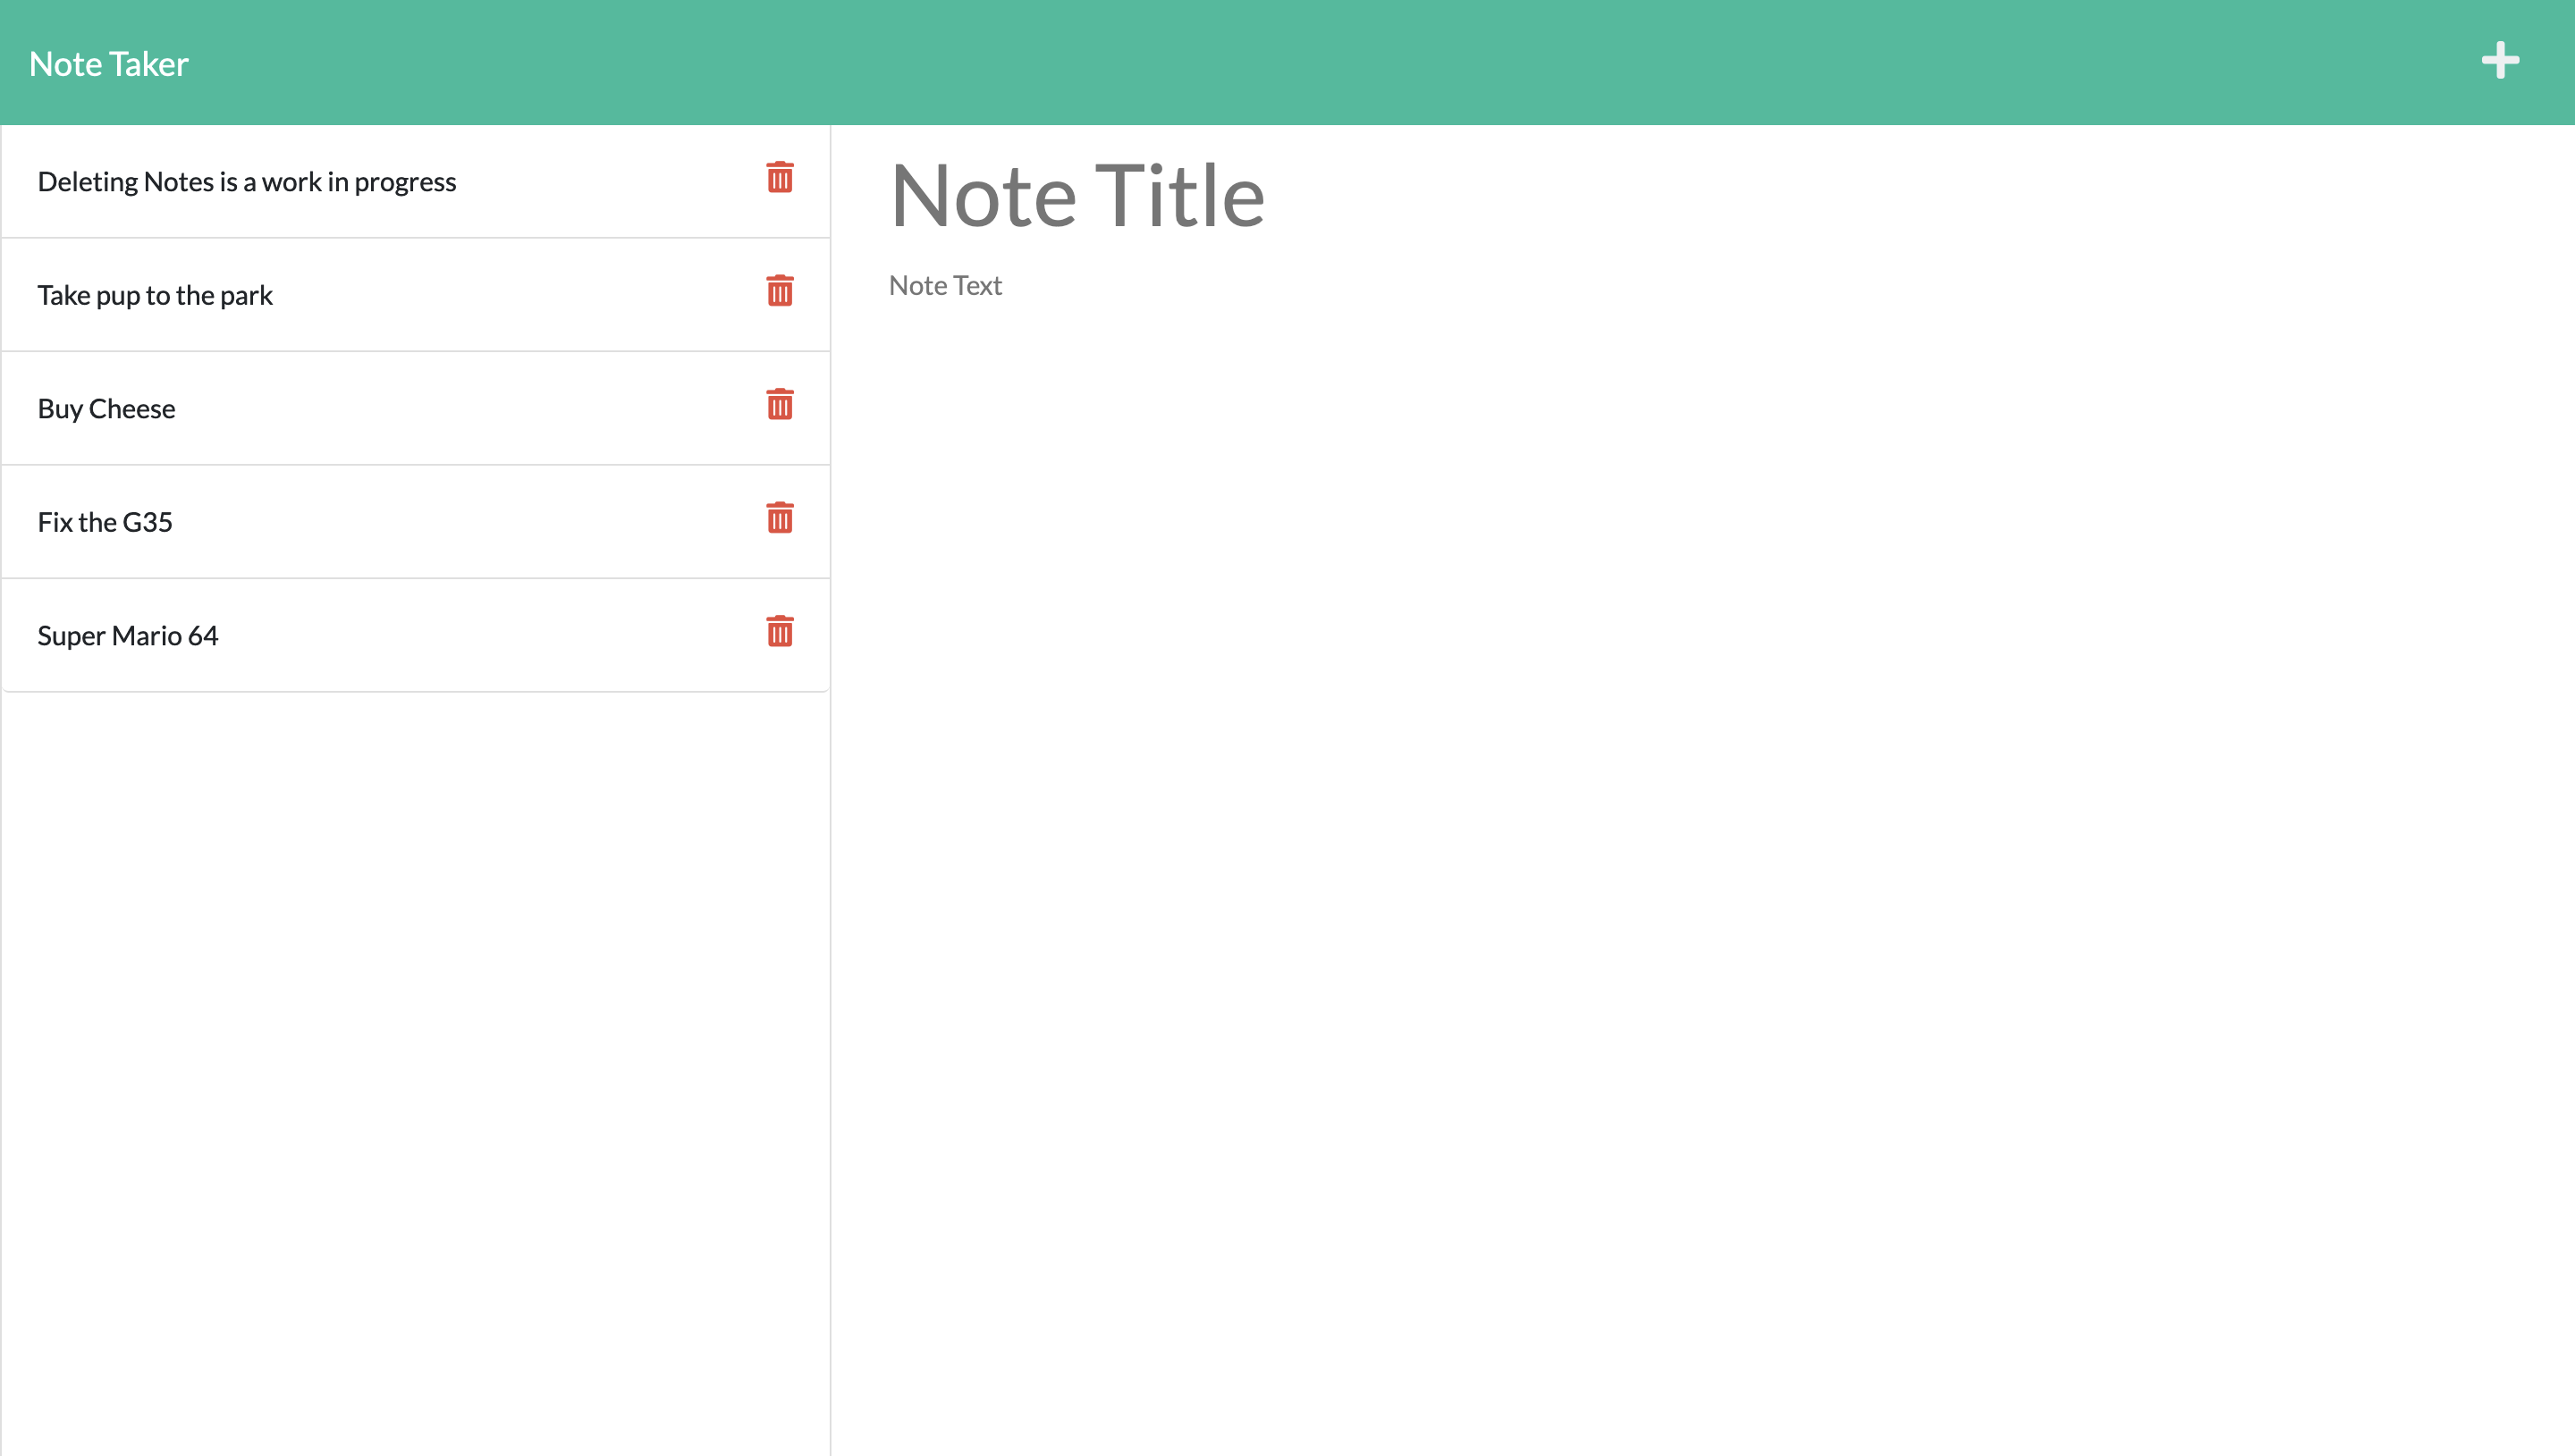 Note Taker
Deleting Notes is a work in progress
Take pup to the park
Buy Cheese
Fix the G35
Super Mario 64
Note Title
Note Text